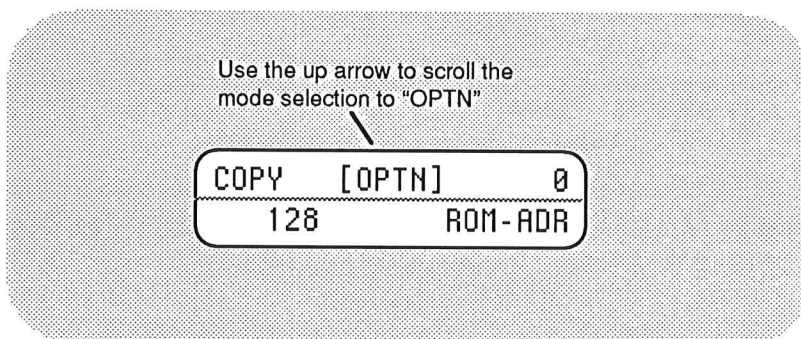 Use the up arrow to scroll the
mode selection to "OPTN"
COPY [OPTN] 0
128 ROM-ADR